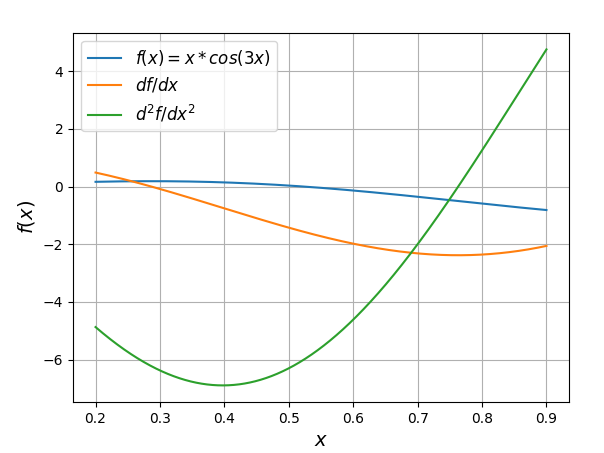 f(x) = x * cos(3x)
df/dx
d²f/dx²
f(x)
4
2
0
−2
−4
−6
0.2 0.3 0.4 0.5 0.6 0.7 0.8 0.9
x